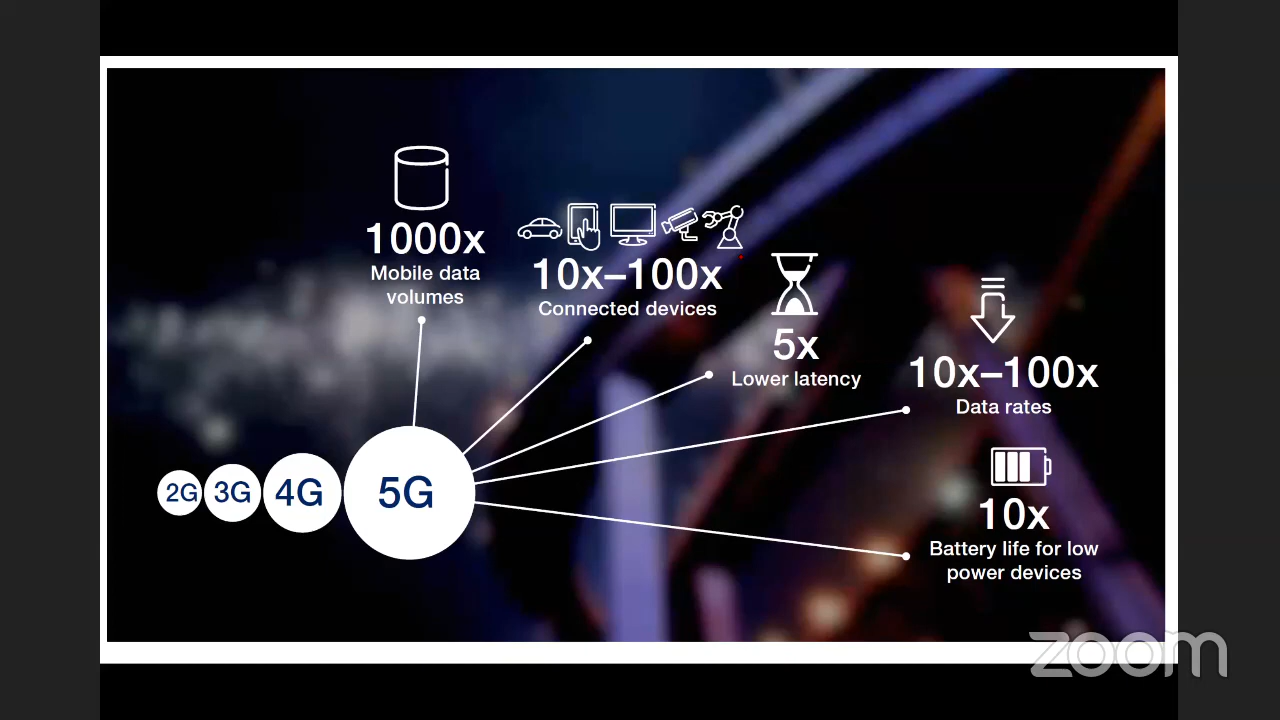 1000x
Mobile data
volumes
10x–100x
Connected devices
5x
Lower latency
10x–100x
Data rates
10x
Battery life for low
power devices
2G 3G 4G 5G
zoom